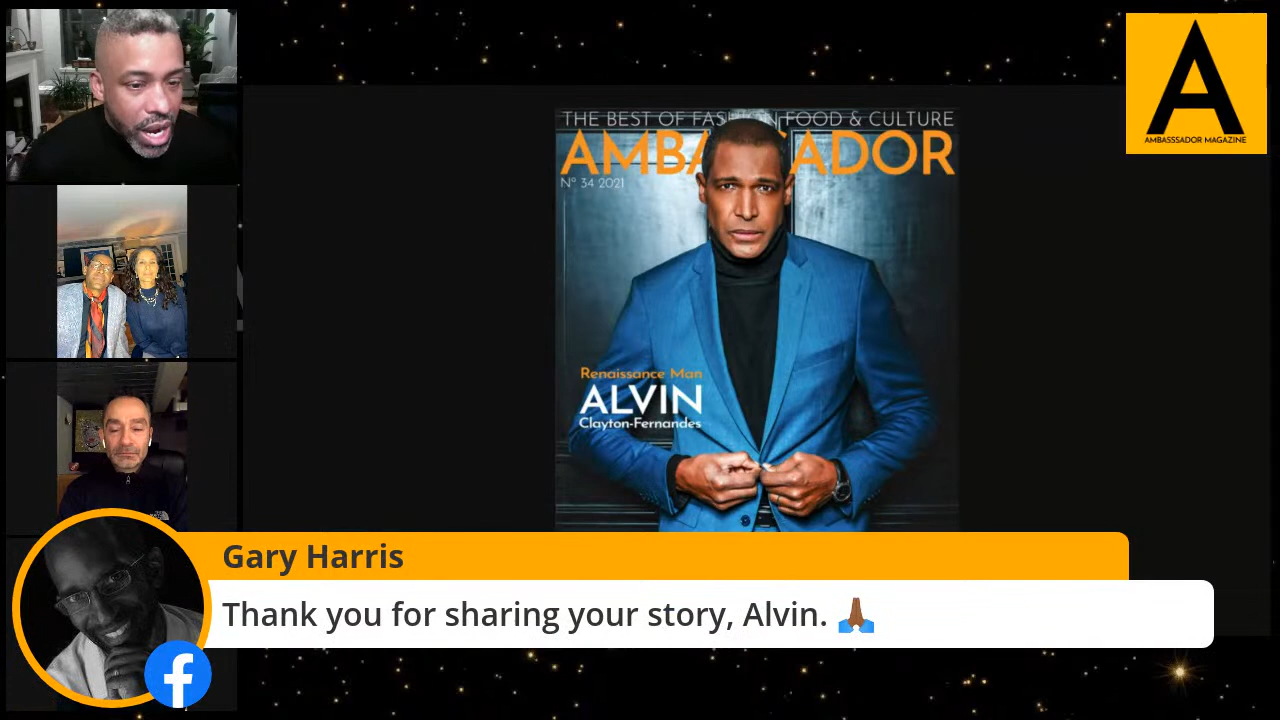 THE BEST OF FASHION FOOD & CULTURE
AMBASSADOR
Nº 34 2021
Renaissance Man
ALVIN
Clayton-Fernandes
A
AMBASSSADOR MAGAZINE
Gary Harris
Thank you for sharing your story, Alvin. 🙏🏾